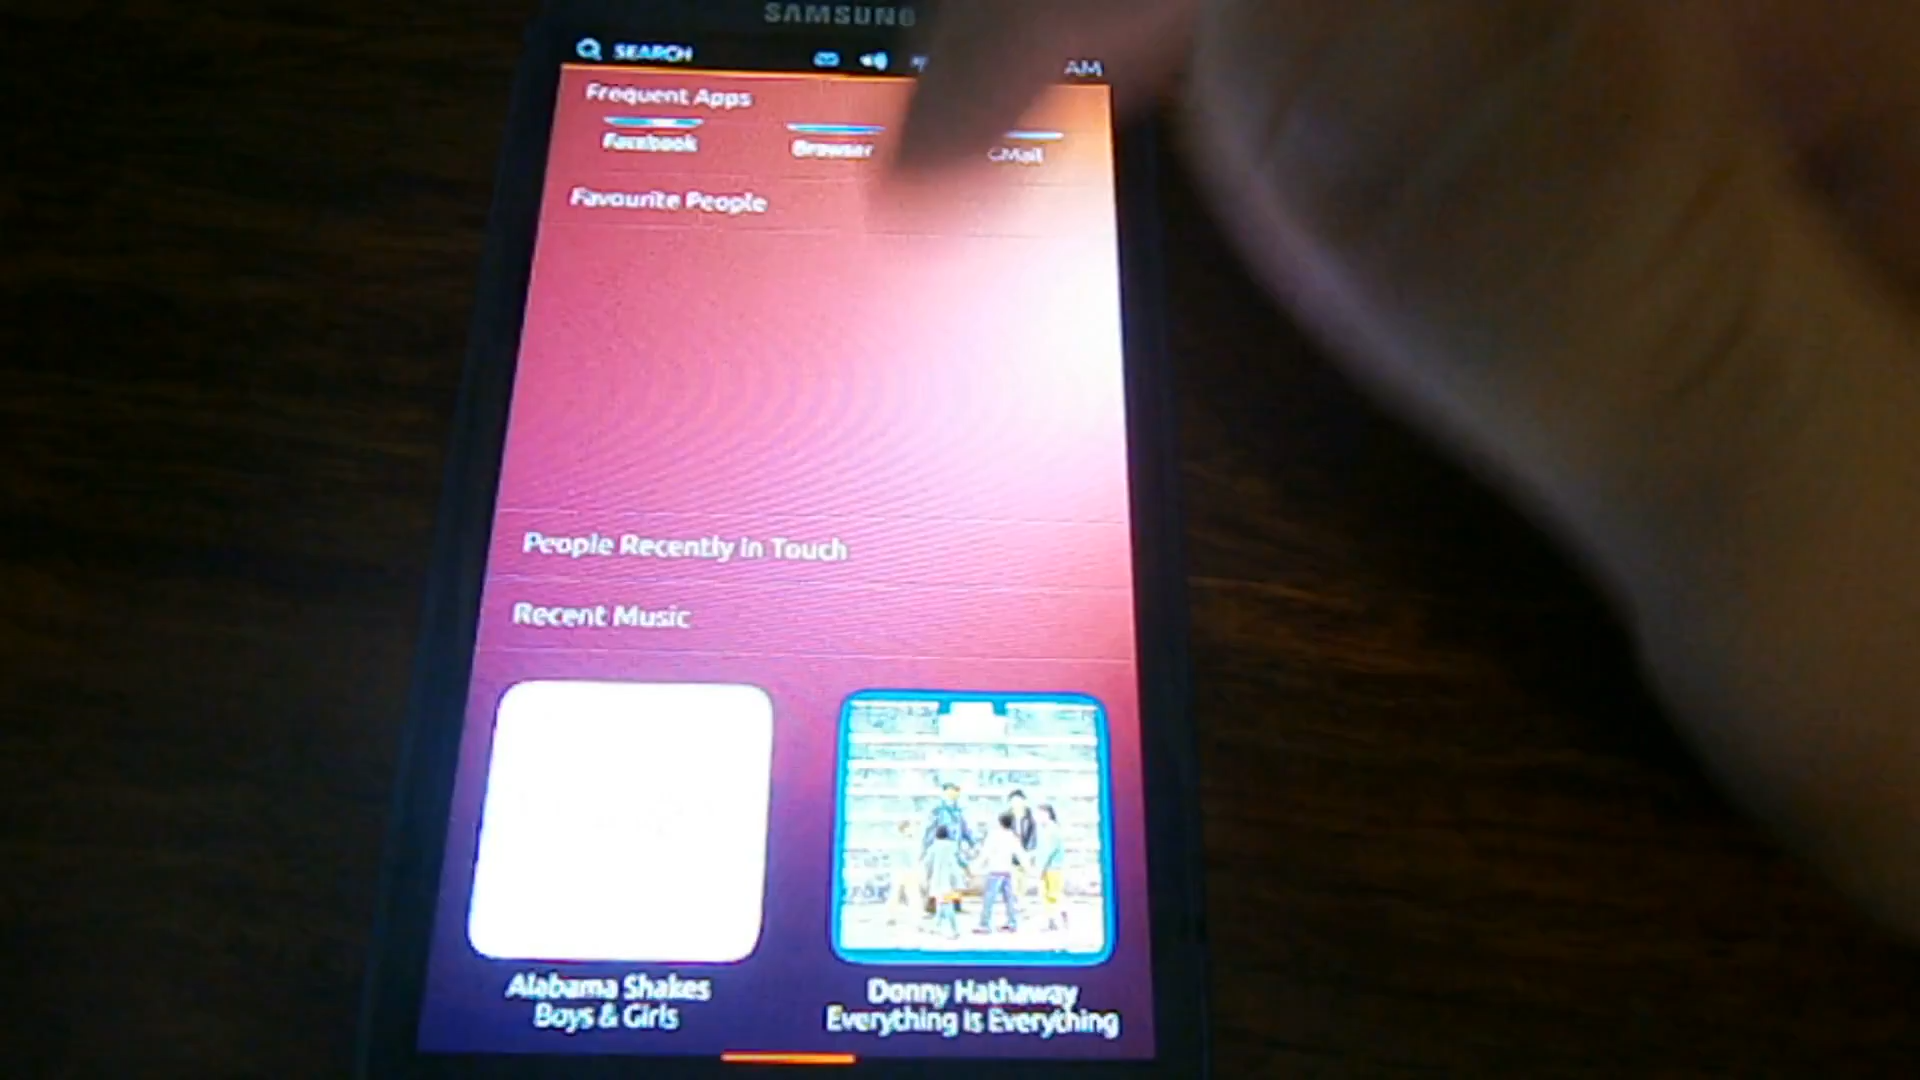 SAMSUNG
SEARCH
AM
Frequent Apps
Facebook
Browser
GMail
Favourite People
People Recently in Touch
Recent Music
Alabama Shakes
Boys & Girls
Donny Hathaway
Everything Is Everything